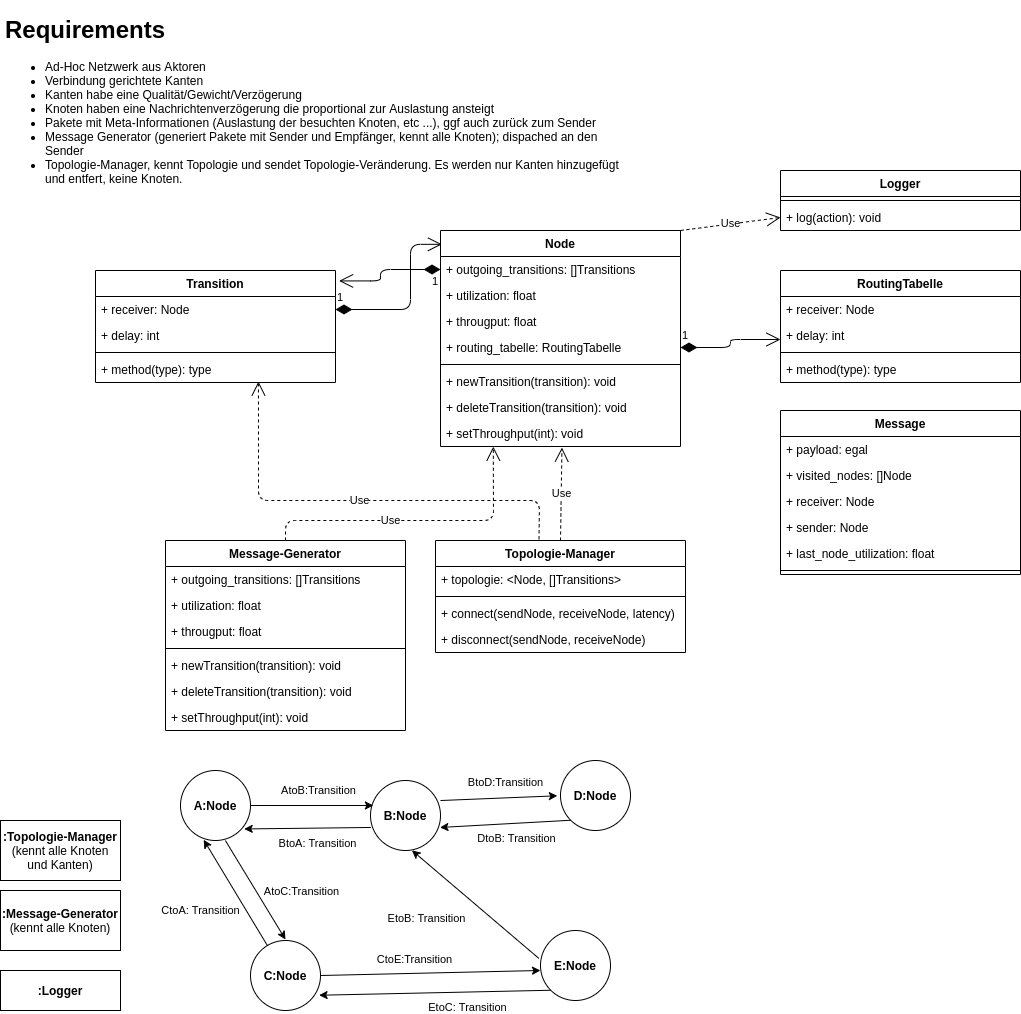 Requirements
Ad-Hoc Netzwerk aus Aktoren
Verbindung gerichtete Kanten
Kanten habe eine Qualität/Gewicht/Verzögerung
Knoten haben eine Nachrichtenverzögerung die proportional zur Auslastung ansteigt
Pakete mit Meta-Informationen (Auslastung der besuchten Knoten, etc ...), ggf auch zurück zum Sender
Message Generator (generiert Pakete mit Sender und Empfänger, kennt alle Knoten); dispached an den
Sender
Topologie-Manager, kennt Topologie und sendet Topologie-Veränderung. Es werden nur Kanten hinzugefügt
und entfert, keine Knoten.
Logger
+ log(action): void
Use
Node
+ outgoing_transitions: []Transitions
+ utilization: float
+ througput: float
+ routing_tabelle: RoutingTabelle
+ newTransition(transition): void
+ deleteTransition(transition): void
+ setThroughput(int): void
1
1
1
Transition
+ receiver: Node
+ delay: int
+ method(type): type
RoutingTabelle
+ receiver: Node
+ delay: int
+ method(type): type
Message
+ payload: egal
+ visited_nodes: []Node
+ receiver: Node
+ sender: Node
+ last_node_utilization: float
Use
Use
Use
Message-Generator
+ outgoing_transitions: []Transitions
+ utilization: float
+ througput: float
+ newTransition(transition): void
+ deleteTransition(transition): void
+ setThroughput(int): void
Topologie-Manager
+ topologie: <Node, []Transitions>
+ connect(sendNode, receiveNode, latency)
+ disconnect(sendNode, receiveNode)
A:Node
AtoB:Transition
B:Node
BtoD:Transition
D:Node
BtoA: Transition
DtoB: Transition
:Topologie-Manager
(kennt alle Knoten
und Kanten)
AtoC:Transition
CtoA: Transition
EtoB: Transition
:Message-Generator
(kennt alle Knoten)
C:Node
CtoE:Transition
E:Node
EtoC: Transition
:Logger